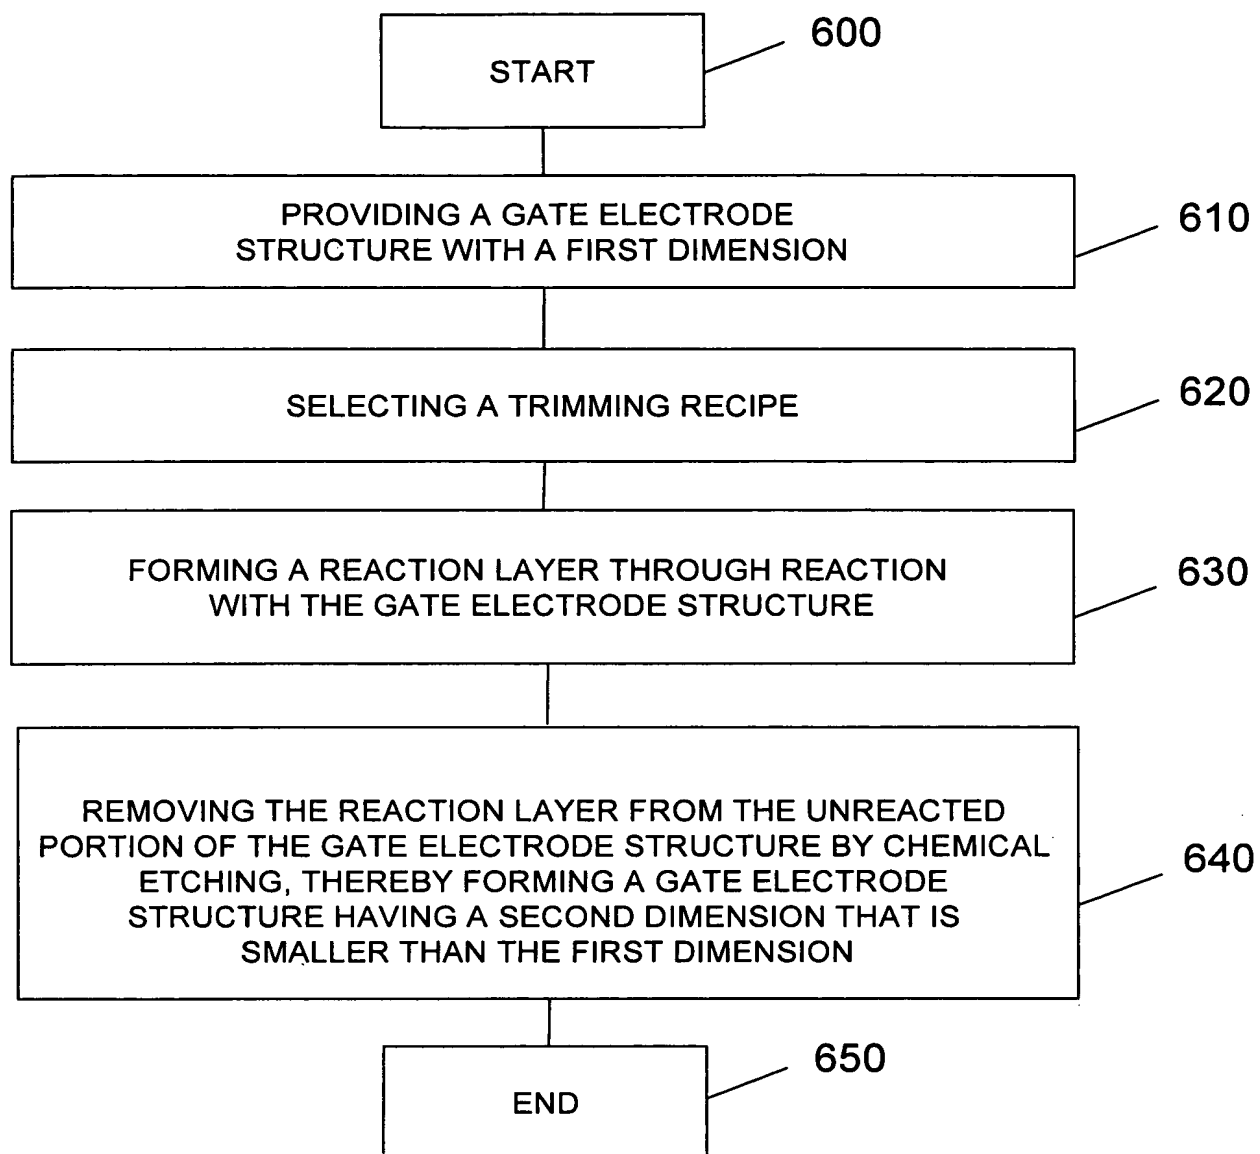 600
START
PROVIDING A GATE ELECTRODE
STRUCTURE WITH A FIRST DIMENSION
610
SELECTING A TRIMMING RECIPE
620
FORMING A REACTION LAYER THROUGH REACTION
WITH THE GATE ELECTRODE STRUCTURE
630
REMOVING THE REACTION LAYER FROM THE UNREACTED
PORTION OF THE GATE ELECTRODE STRUCTURE BY CHEMICAL
ETCHING, THEREBY FORMING A GATE ELECTRODE
STRUCTURE HAVING A SECOND DIMENSION THAT IS
SMALLER THAN THE FIRST DIMENSION
640
650
END